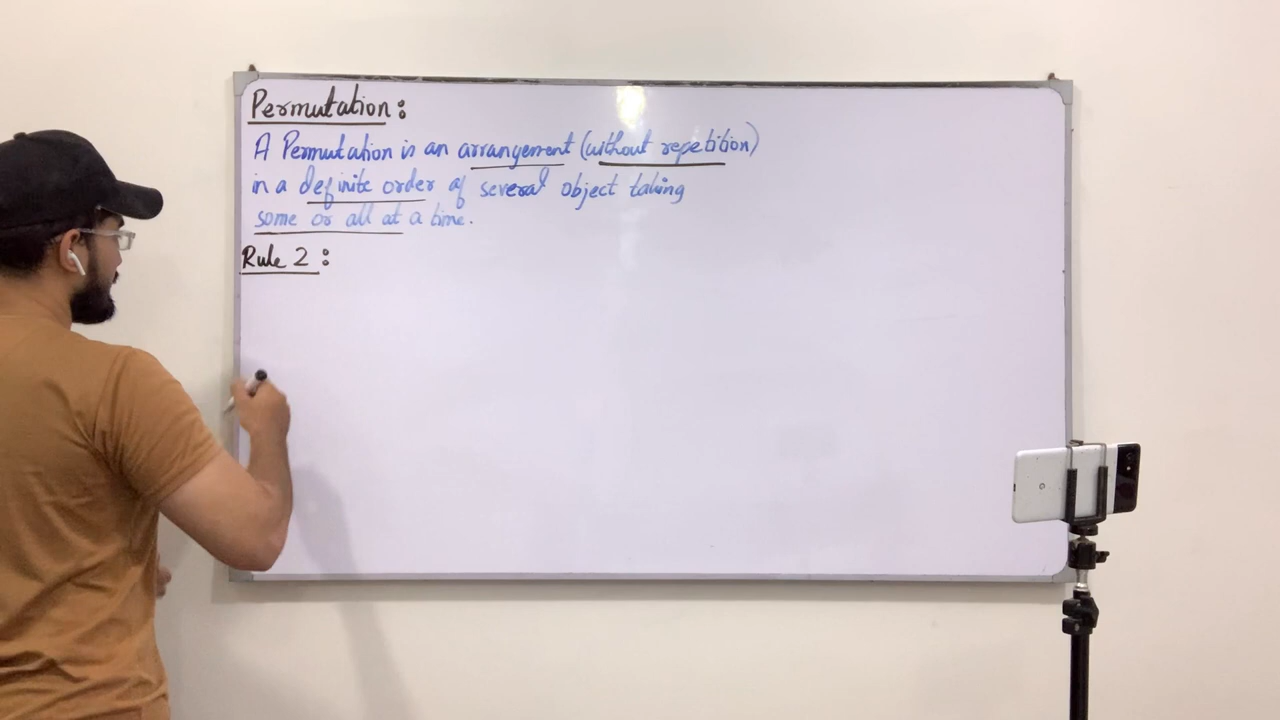 Permutation:
A Permutation is an arrangement (without repetition)
in a definite order of several object taking
some or all at a time.
Rule 2: